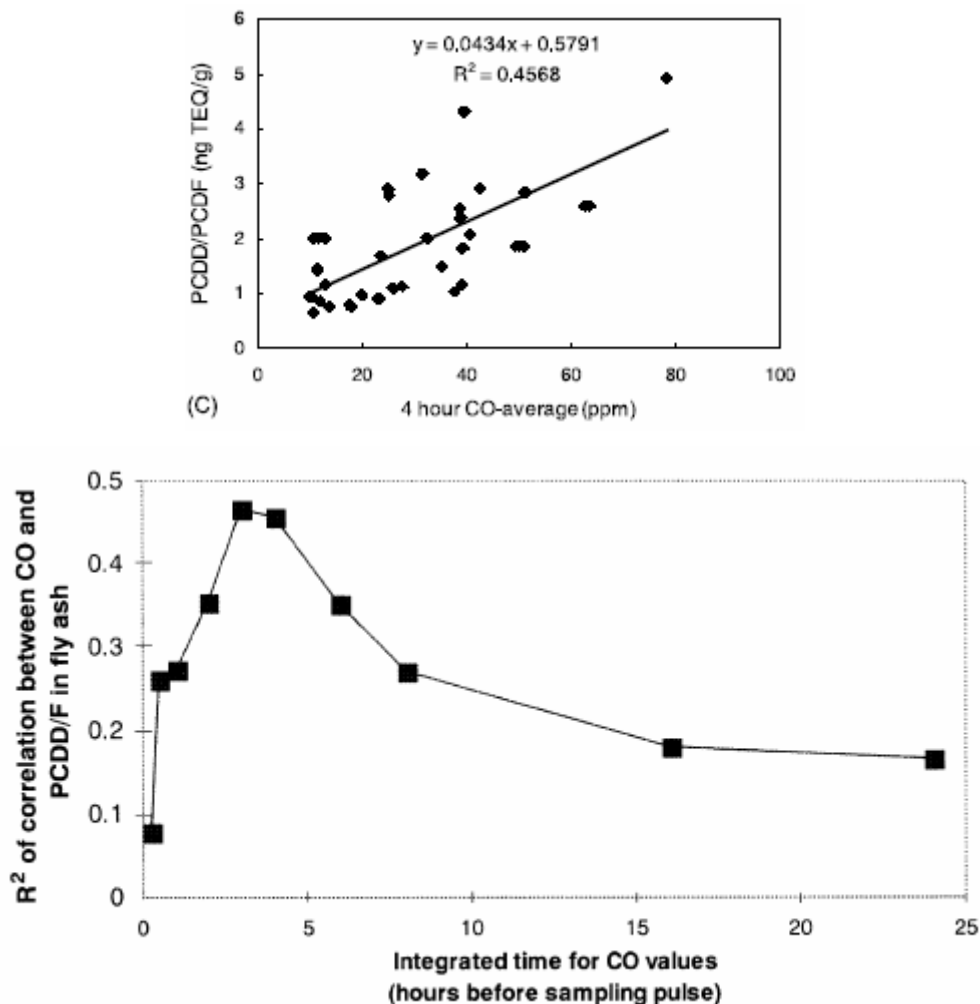 6
5
4
3
2
1
0
PCDD/PCDF (ng TEQ/g)
y = 0.0434x + 0.5791
R² = 0.4568
0 20 40 60 80 100
(C)
4 hour CO-average (ppm)
0.5
0.4
0.3
0.2
0.1
0
R² of correlation between CO and
PCDD/F in fly ash
0 5 10 15 20 25
Integrated time for CO values
(hours before sampling pulse)